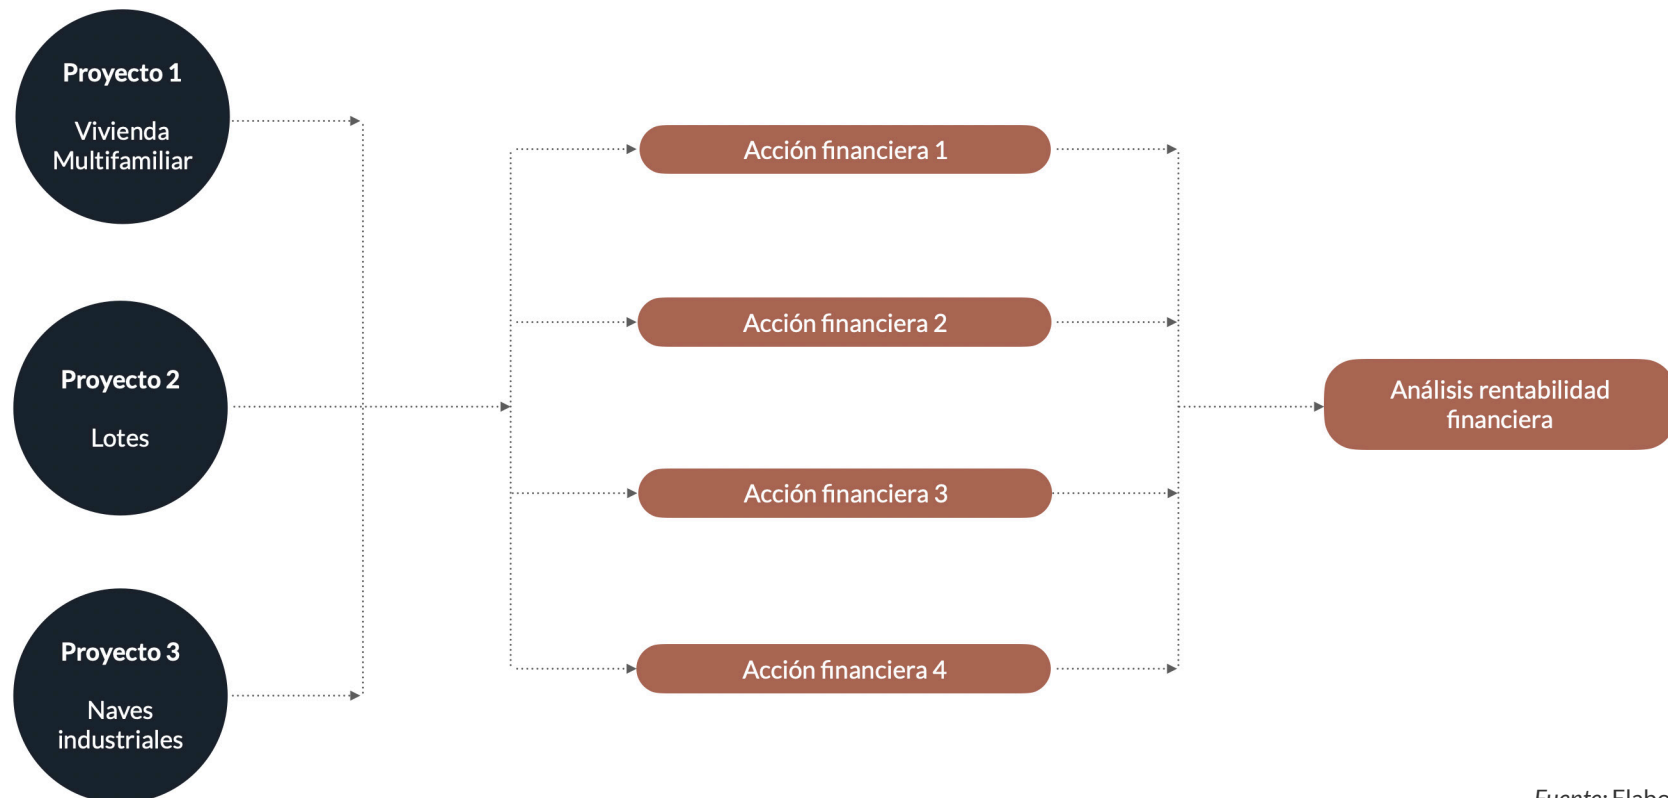 Proyecto 1
Vivienda
Multifamiliar
Proyecto 2
Lotes
Proyecto 3
Naves
industriales
Acción financiera 1
Acción financiera 2
Acción financiera 3
Acción financiera 4
Análisis rentabilidad
financiera
Fuente: